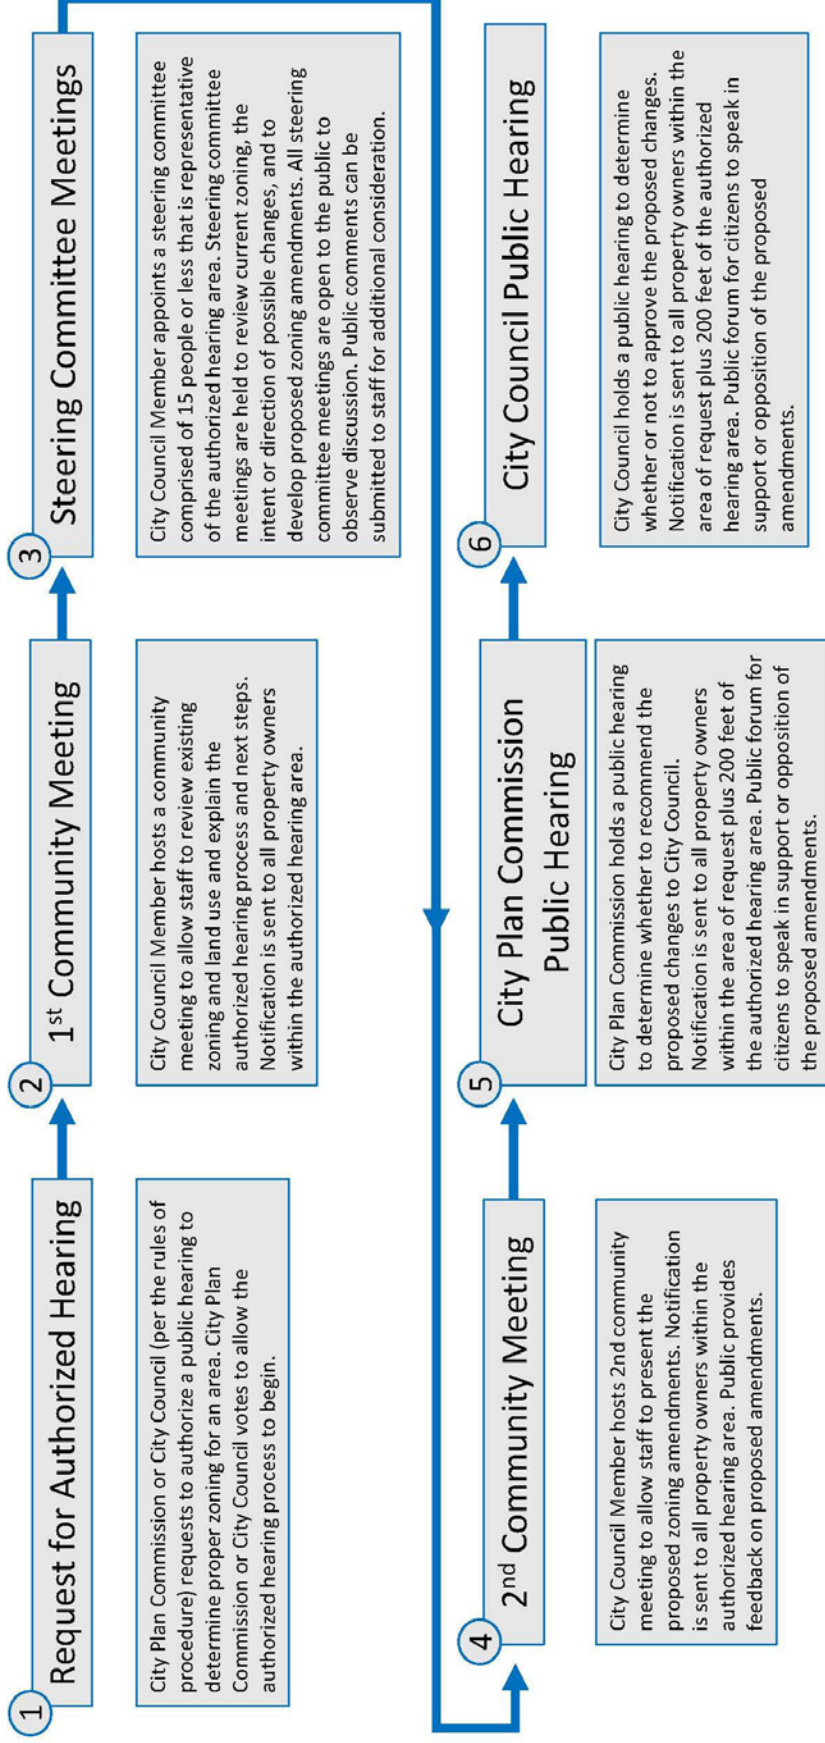 1
Request for Authorized Hearing
City Plan Commission or City Council (per the rules of
procedure) requests to authorize a public hearing to
determine proper zoning for an area. City Plan
Commission or City Council votes to allow the
authorized hearing process to begin.
2
1st Community Meeting
City Council Member hosts a community
meeting to allow staff to review existing
zoning and land use and explain the
authorized hearing process and next steps.
Notification is sent to all property owners
within the authorized hearing area.
3
Steering Committee Meetings
City Council Member appoints a steering committee
comprised of 15 people or less that is representative
of the authorized hearing area. Steering committee
meetings are held to review current zoning, the
intent or direction of possible changes, and to
develop proposed zoning amendments. All steering
committee meetings are open to the public to
observe discussion. Public comments can be
submitted to staff for additional consideration.
4
2nd Community Meeting
City Council Member hosts 2nd community
meeting to allow staff to present the
proposed zoning amendments. Notification
is sent to all property owners within the
authorized hearing area. Public provides
feedback on proposed amendments.
5
City Plan Commission
Public Hearing
City Plan Commission holds a public hearing
to determine whether to recommend the
proposed changes to City Council.
Notification is sent to all property owners
within the area of request plus 200 feet of
the authorized hearing area. Public forum for
citizens to speak in support or opposition of
the proposed amendments.
6
City Council Public Hearing
City Council holds a public hearing to determine
whether or not to approve the proposed changes.
Notification is sent to all property owners within the
area of request plus 200 feet of the authorized
hearing area. Public forum for citizens to speak in
support or opposition of the proposed
amendments.